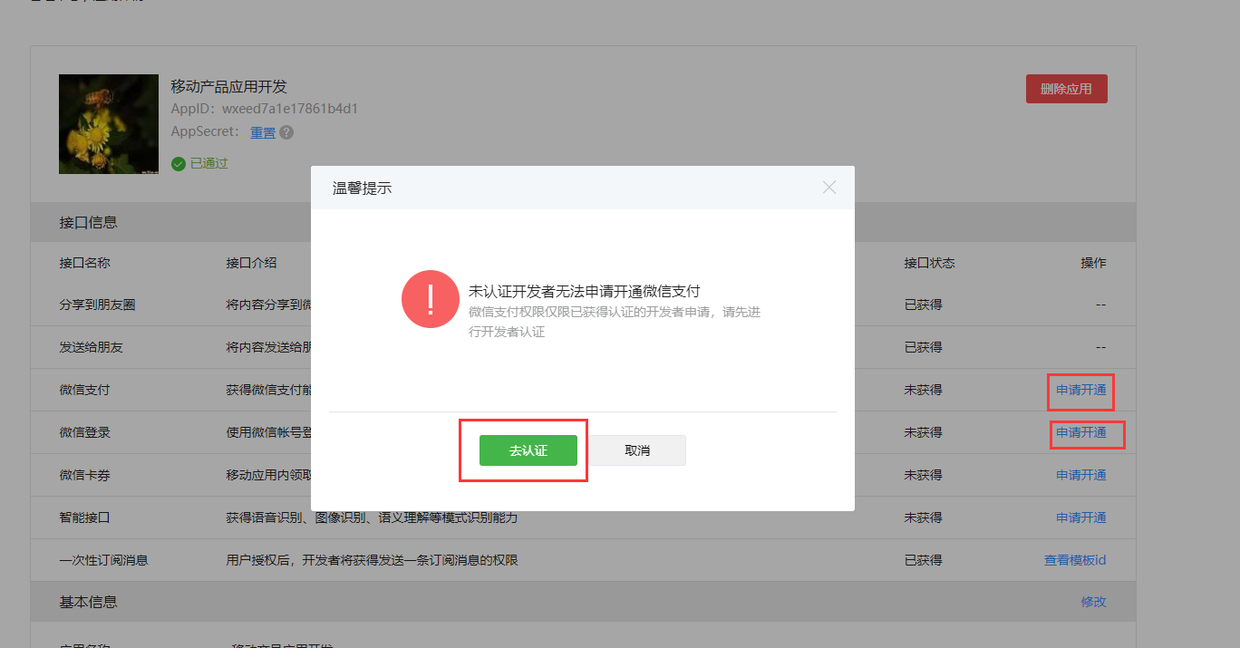 移动产品应用开发
删除应用
AppID: wxeed7a1e17861b4d1
AppSecret: 重置 ?
已通过
温馨提示
接口信息
接口名称 接口介绍 接口状态 操作
分享到朋友圈 将内容分享到 已获得 --
发送给朋友 将内容发送给 已获得 --
微信支付 获得微信支付 未获得 申请开通
微信登录 使用微信帐号 未获得 申请开通
微信卡券 移动应用内领取 未获得 申请开通
智能接口 获得语音识别、图像识别、语义理解等模式识别能力 未获得 申请开通
一次性订阅消息 用户授权后，开发者将获得发送一条订阅消息的权限 已获得 查看模板id
基本信息 修改
未认证开发者无法申请开通微信支付
微信支付权限仅限已获得认证的开发者申请，请先进
行开发者认证
去认证 取消